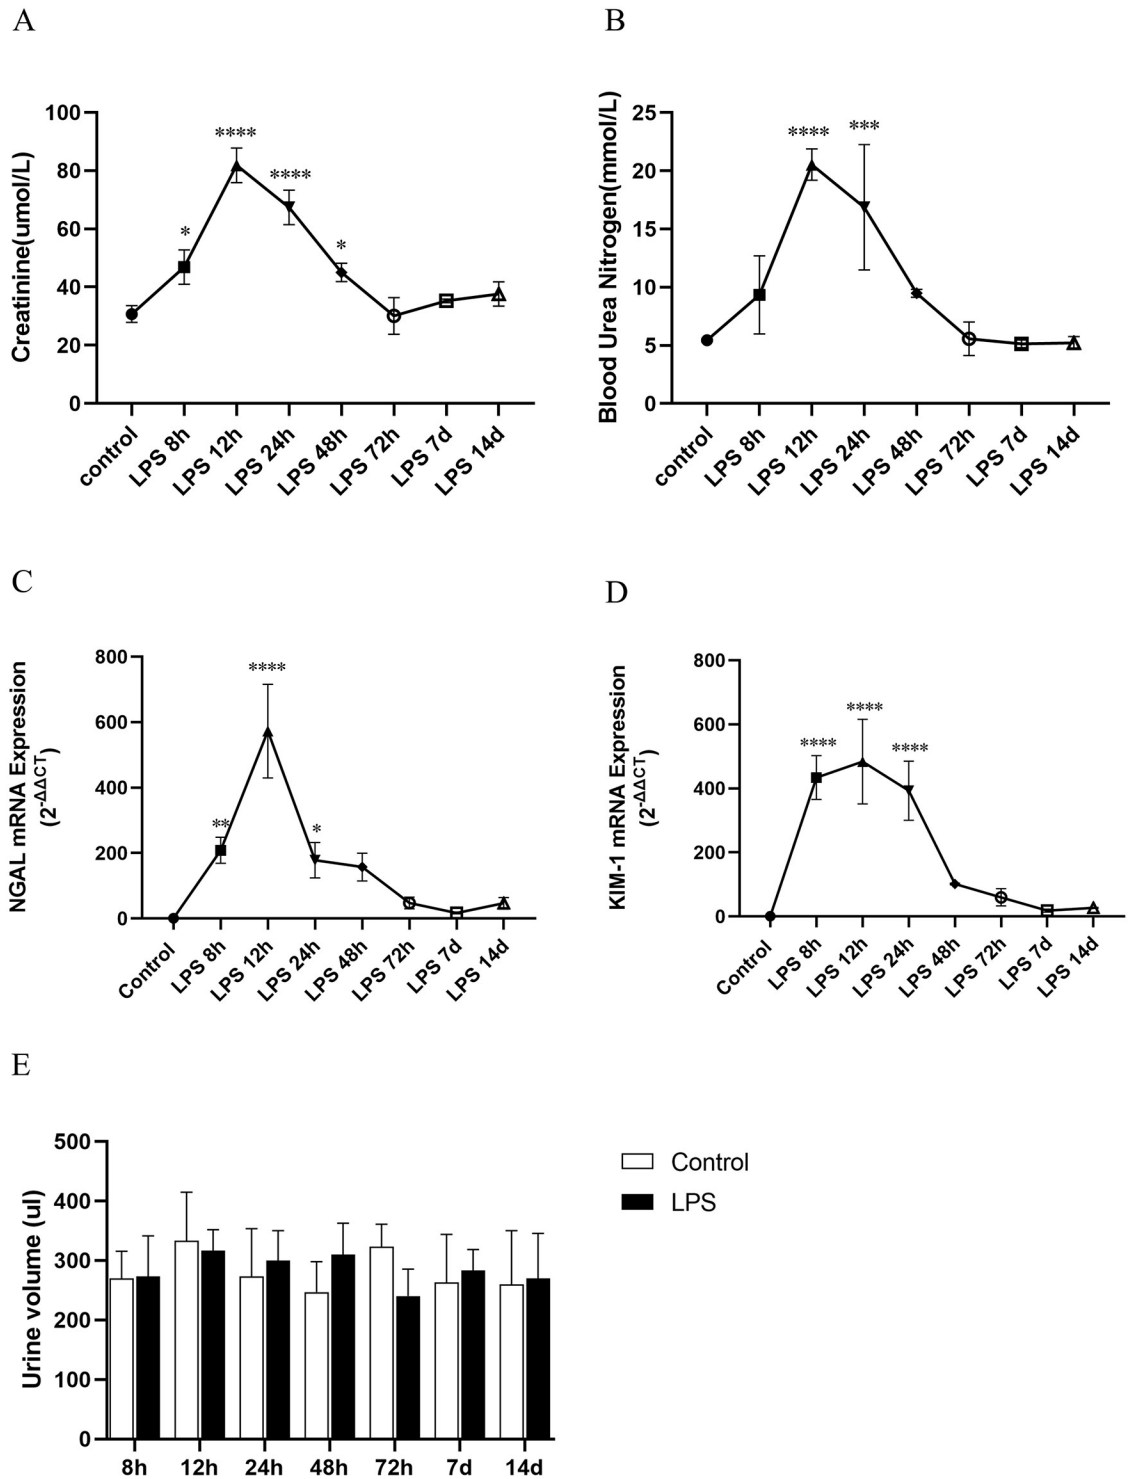 A
Creatinine(umol/L)
100
80
60
40
20
0
*
****
****
*
control
LPS 8h
LPS 12h
LPS 24h
LPS 48h
LPS 72h
LPS 7d
LPS 14d
B
Blood Urea Nitrogen(mmol/L)
25
20
15
10
5
0
****
***
control
LPS 8h
LPS 12h
LPS 24h
LPS 48h
LPS 72h
LPS 7d
LPS 14d
C
NGAL mRNA Expression
(2-ΔΔCT)
800
600
400
200
0
**
****
*
Control
LPS 8h
LPS 12h
LPS 24h
LPS 48h
LPS 72h
LPS 7d
LPS 14d
D
KIM-1 mRNA Expression
(2-ΔΔCT)
800
600
400
200
0
****
****
****
Control
LPS 8h
LPS 12h
LPS 24h
LPS 48h
LPS 72h
LPS 7d
LPS 14d
E
Urine volume (ul)
500
400
300
200
100
0
8h
12h
24h
48h
72h
7d
14d
Control
LPS